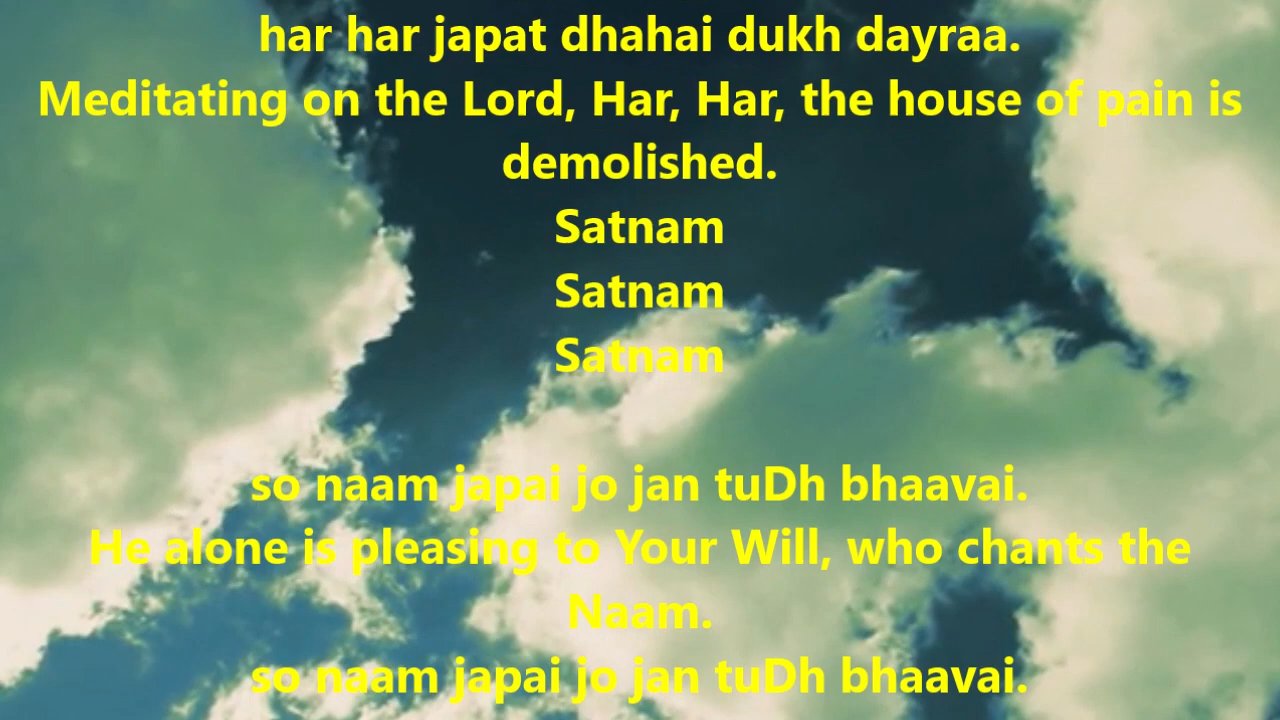 har har japat dhahai dukh dayraa.
Meditating on the Lord, Har, Har, the house of pain is
demolished.
Satnam
Satnam
Satnam
so naam japai jo jan tuDh bhaavai.
He alone is pleasing to Your Will, who chants the
Naam.
so naam japai jo jan tuDh bhaavai.